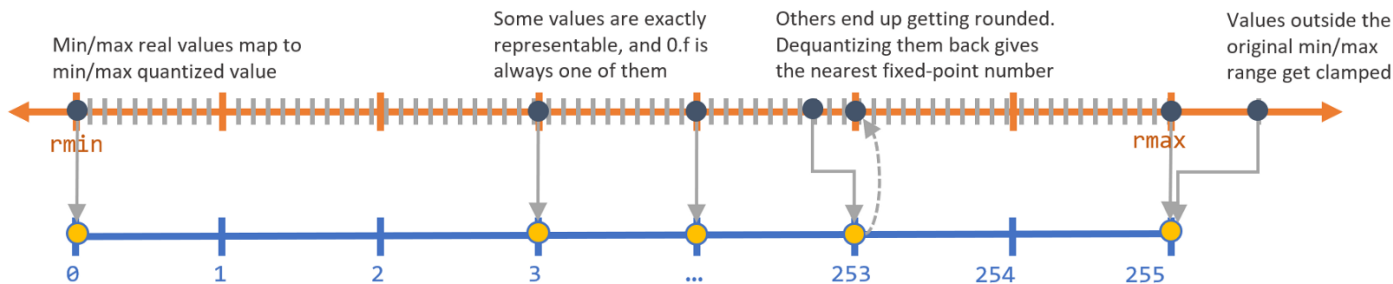 Min/max real values map to
min/max quantized value
Some values are exactly
representable, and 0.f is
always one of them
Others end up getting rounded.
Dequantizing them back gives
the nearest fixed-point number
Values outside the
original min/max
range get clamped
rmin
rmax
0
1
2
3
...
253
254
255